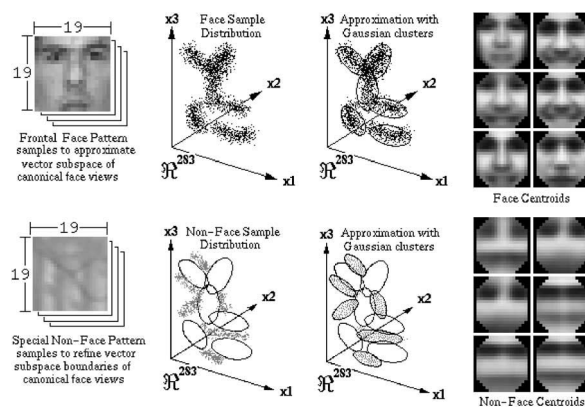 19
19
Frontal Face Pattern
samples to approximate
vector subspace of
canonical face views
x3
Face Sample
Distribution
x2
x1
ℜ283
x3
Approximation with
Gaussian clusters
x2
x1
ℜ283
Face Centroids
19
19
Special Non-Face Pattern
samples to refine vector
subspace boundaries of
canonical face views
x3
Non-Face Sample
Distribution
x2
x1
ℜ283
x3
Approximation with
Gaussian clusters
x2
x1
ℜ283
Non-Face Centroids